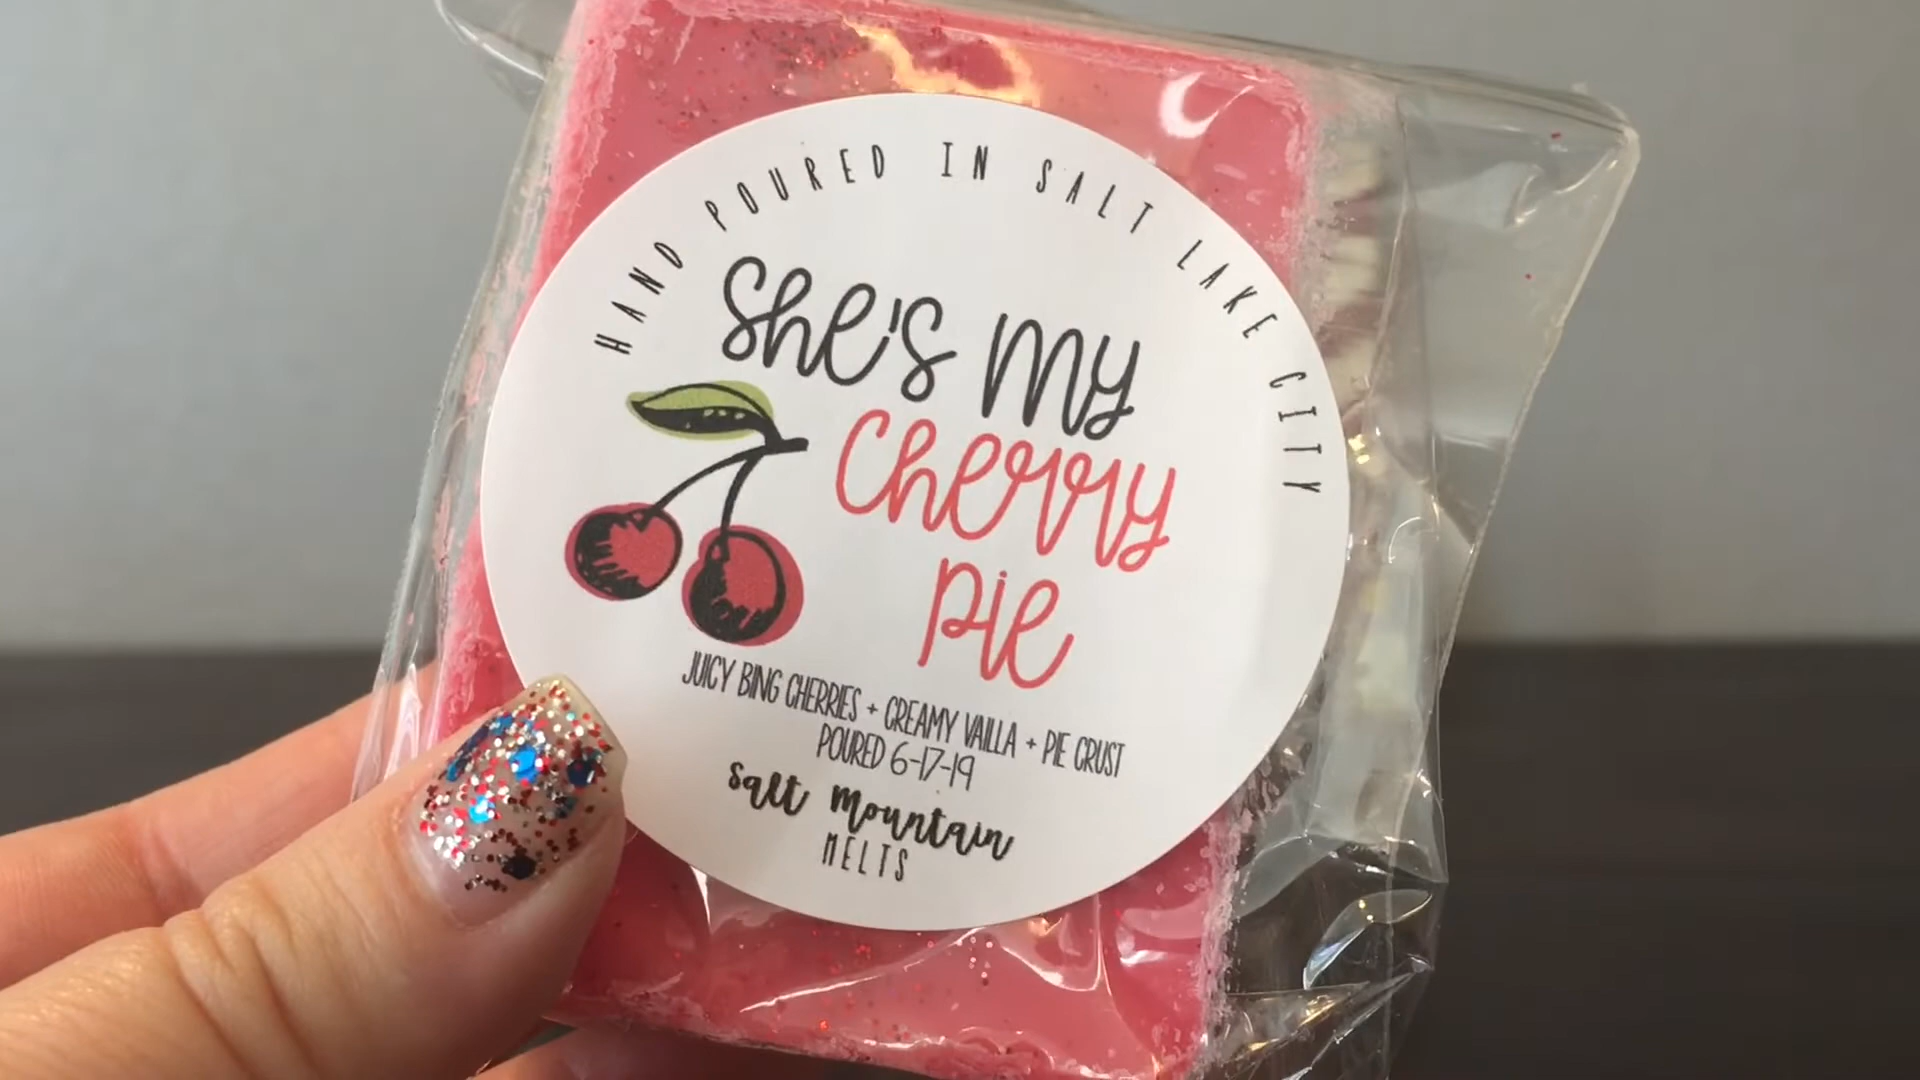 HAND POURED IN SALT LAKE CITY
she's my
cherry
pie
JUICY BING CHERRIES + CREAMY VAILLA + PIE CRUST
POURED 6-17-19
Salt Mountain
MELTS